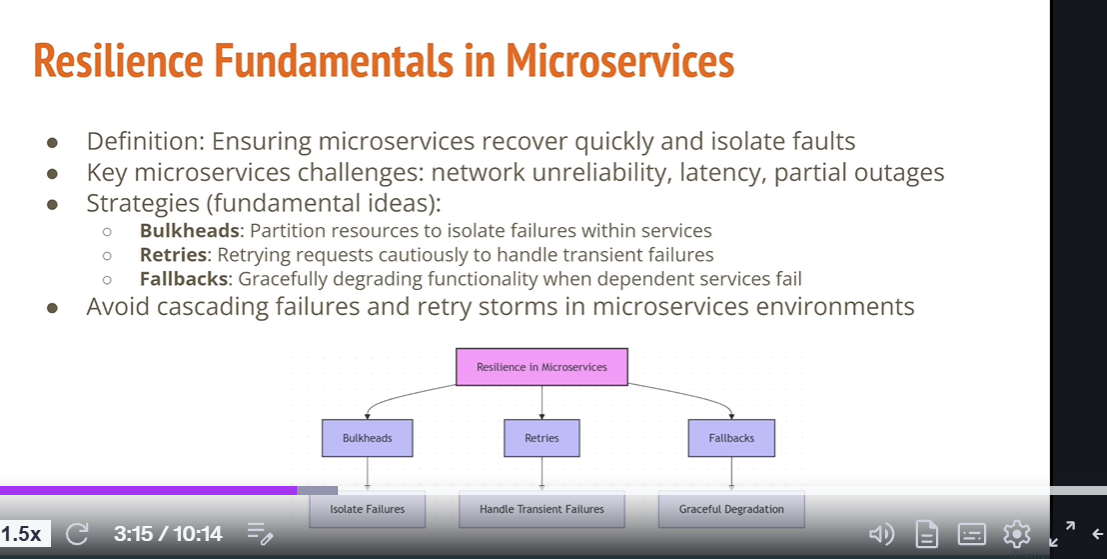 Resilience Fundamentals in Microservices
● Definition: Ensuring microservices recover quickly and isolate faults
● Key microservices challenges: network unreliability, latency, partial outages
● Strategies (fundamental ideas):
○ Bulkheads: Partition resources to isolate failures within services
○ Retries: Retrying requests cautiously to handle transient failures
○ Fallbacks: Gracefully degrading functionality when dependent services fail
● Avoid cascading failures and retry storms in microservices environments
Resilience in Microservices
Bulkheads Retries Fallbacks
Isolate Failures Handle Transient Failures Graceful Degradation
1.5x 3:15 / 10:14